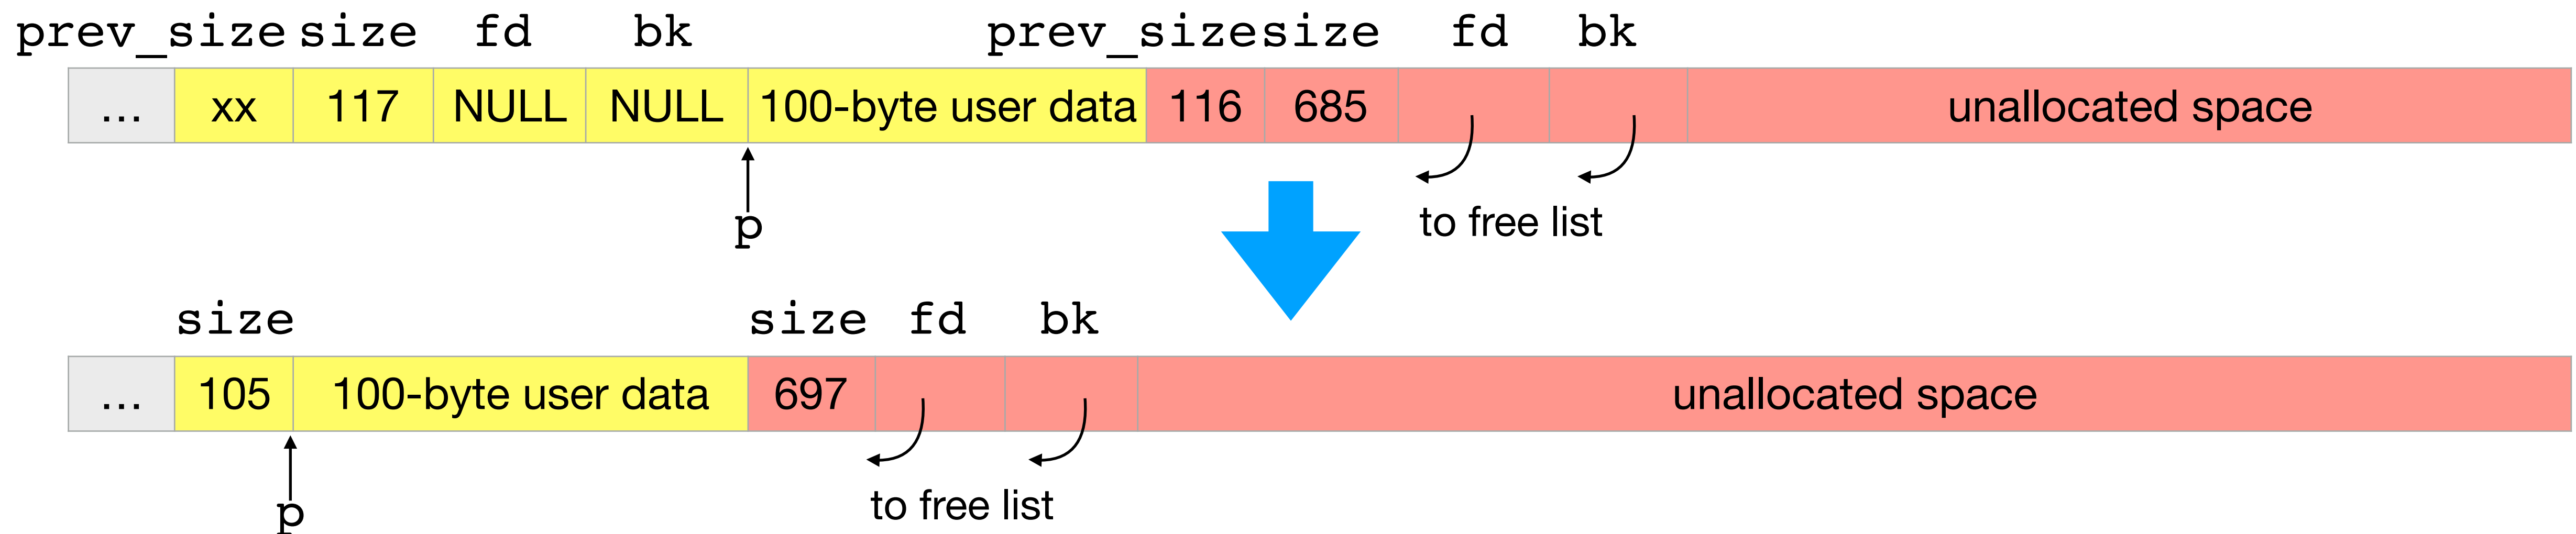 prev_size size fd bk prev_size size fd bk
... xx 117 NULL NULL 100-byte user data 116 685 unallocated space
p
to free list
size size fd bk
... 105 100-byte user data 697 unallocated space
p
to free list